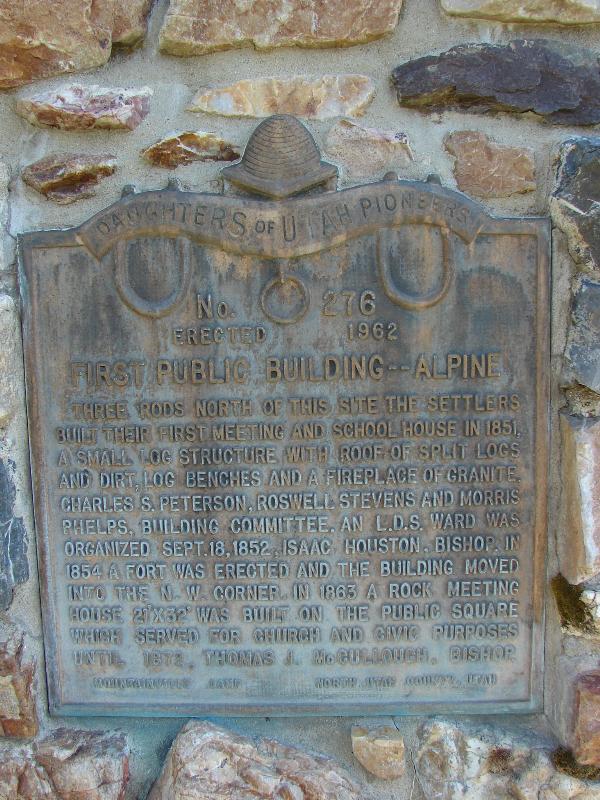 DAUGHTERS OF UTAH PIONEERS
No. 276
ERECTED 1962
FIRST PUBLIC BUILDING--ALPINE
THREE RODS NORTH OF THIS SITE THE SETTLERS
BUILT THEIR FIRST MEETING AND SCHOOL HOUSE IN 1851,
A SMALL LOG STRUCTURE WITH ROOF OF SPLIT LOGS
AND DIRT, LOG BENCHES AND A FIREPLACE OF GRANITE.
CHARLES S. PETERSON, ROSWELL STEVENS AND MORRIS
PHELPS, BUILDING COMMITTEE. AN L.D.S. WARD WAS
ORGANIZED SEPT. 18, 1852, ISAAC HOUSTON, BISHOP. IN
1854 A FORT WAS ERECTED AND THE BUILDING MOVED
INTO THE N. W. CORNER. IN 1863 A ROCK MEETING
HOUSE 21'X32' WAS BUILT ON THE PUBLIC SQUARE
WHICH SERVED FOR CHURCH AND CIVIC PURPOSES
UNTIL 1872, THOMAS J. McCULLOUGH, BISHOP
MOUNTAINVILLE CAMP NORTH UTAH COUNTY, UTAH